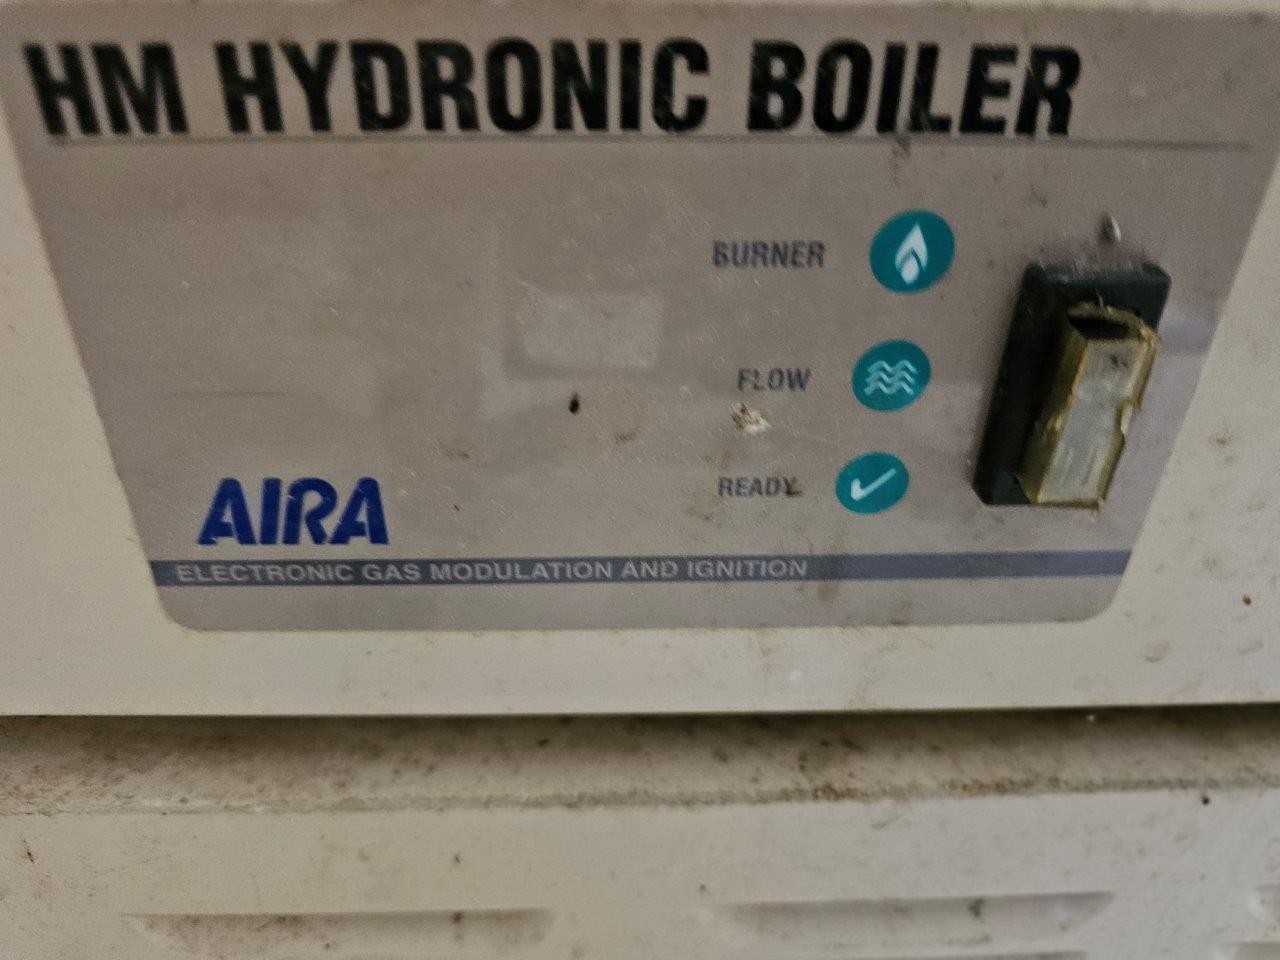 HM HYDRONIC BOILER
BURNER
FLOW
READY
AIRA
ELECTRONIC GAS MODULATION AND IGNITION